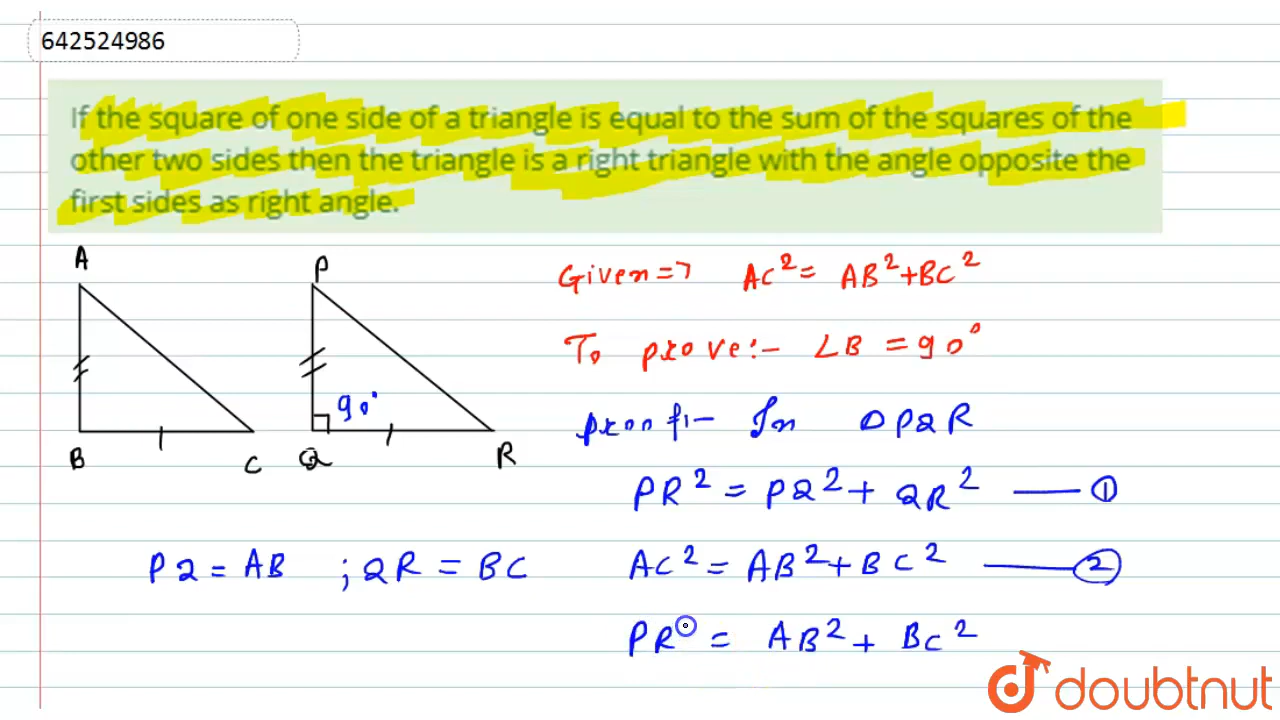 642524986
If the square of one side of a triangle is equal to the sum of the squares of the
other two sides then the triangle is a right triangle with the angle opposite the
first sides as right angle.
A
P
Given => AC² = AB² + BC²
To prove :- ∠B = 90°
90°
B
C
Q
R
Proof :- In △PQR
PR² = PQ² + QR² — ①
PQ = AB ; QR = BC
AC² = AB² + BC² — ②
PR = AB² + BC²
doubtnut